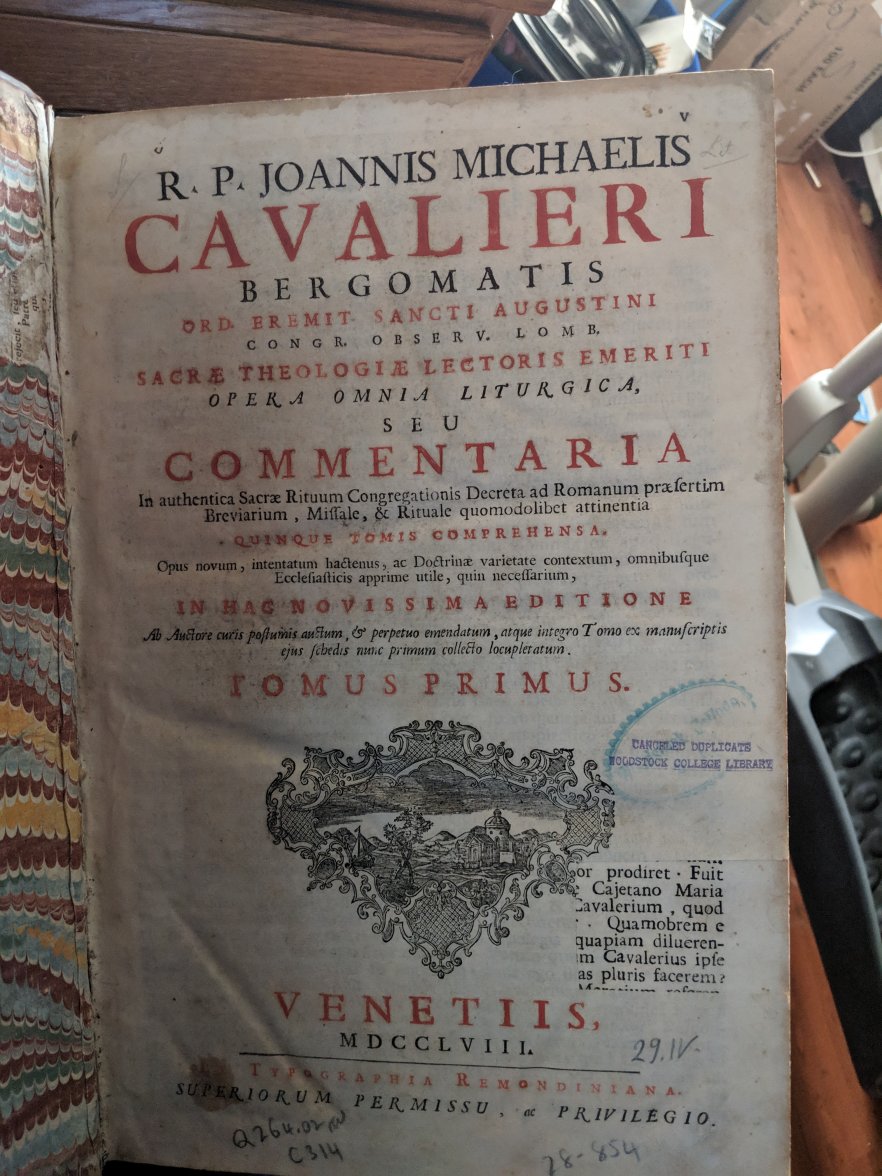 R. P. JOANNIS MICHAELIS
CAVALIERI
BERGOMATIS
ORD. EREMIT. SANCTI AUGUSTINI
CONGR. OBSERV. LOMB.
SACRÆ THEOLOGIÆ LECTORIS EMERITI
OPERA OMNIA LITURGICA,
SEU
COMMENTARIA
In authentica Sacræ Rituum Congregationis Decreta ad Romanum præſertim
Breviarium, Miſſale, & Rituale quomodolibet attinentia
QUINQUE TOMIS COMPREHENSA.
Opus novum, intentatum hactenus, ac Doctrinæ varietate contextum, omnibuſque
Eccleſiaſticis apprime utile, quin neceſſarium,
IN HAC NOVISSIMA EDITIONE
Ab Auctore curis poſtumis auctum, & perpetuo emendatum, atque integro Tomo ex manuſcriptis
ejus ſchedis nunc primum collecto locupletatum.
TOMUS PRIMUS.
CANCELED DUPLICATE
WOODSTOCK COLLEGE LIBRARY
or prodiret. Fuit
Cajetano Maria
Cavalerium, quod
. Quamobrem e
quapiam dilueren-
m Cavalerius ipſe
as pluris facerem?
VENETIIS,
MDCCLVIII.
29.IV.
TYPOGRAPHIA REMONDINIANA.
SUPERIORUM PERMISSU, ac PRIVILEGIO.
Q264.02
C314
28-854